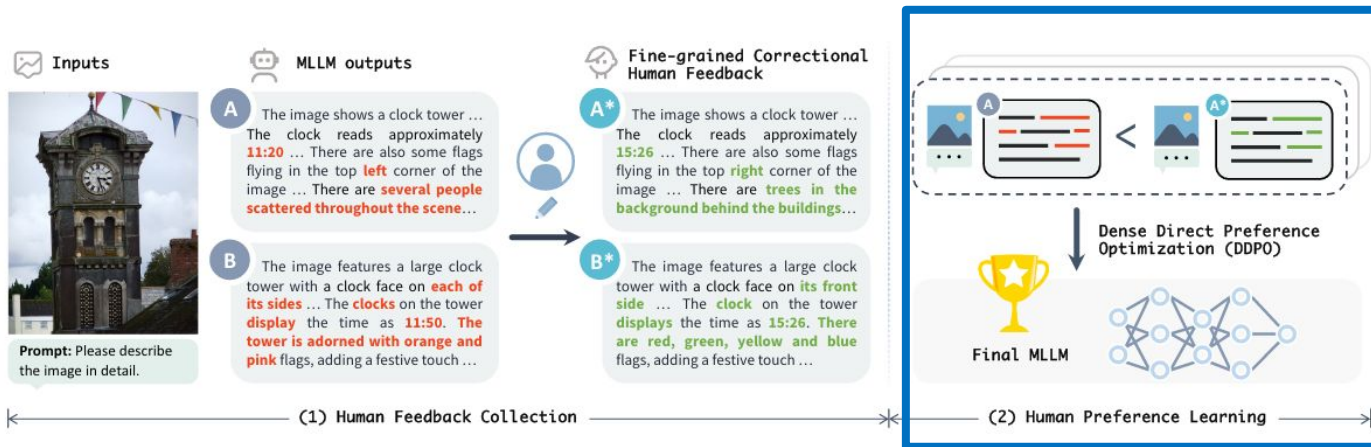 Inputs
MLLM outputs
Fine-grained Correctional
Human Feedback
A
The image shows a clock tower …
The clock reads approximately
11:20 … There are also some flags
flying in the top left corner of the
image … There are several people
scattered throughout the scene…
A*
The image shows a clock tower …
The clock reads approximately
15:26 … There are also some flags
flying in the top right corner of the
image … There are trees in the
background behind the buildings…
B
The image features a large clock
tower with a clock face on each of
its sides … The clocks on the tower
display the time as 11:50. The
tower is adorned with orange and
pink flags, adding a festive touch …
B*
The image features a large clock
tower with a clock face on its front
side … The clock on the tower
displays the time as 15:26. There
are red, green, yellow and blue
flags, adding a festive touch …
Prompt: Please describe
the image in detail.
(1) Human Feedback Collection
A
<
A*
Dense Direct Preference
Optimization (DDPO)
Final MLLM
(2) Human Preference Learning